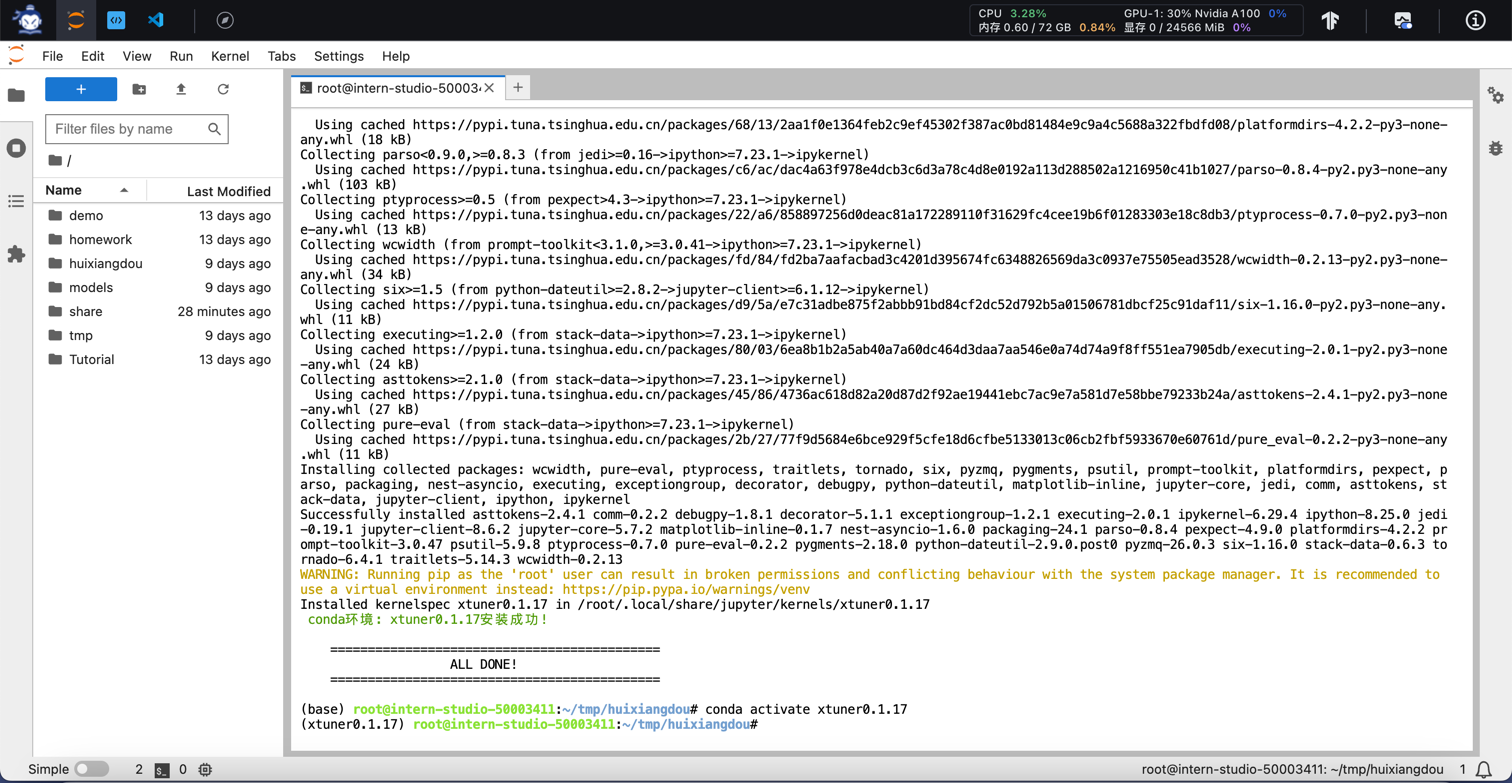 CPU 3.28% GPU-1: 30% Nvidia A100 0%
内存 0.60 / 72 GB 0.84% 显存 0 / 24566 MiB 0%
File Edit View Run Kernel Tabs Settings Help
+
Filter files by name
/
Name Last Modified
demo 13 days ago
homework 13 days ago
huixiangdou 9 days ago
models 9 days ago
share 28 minutes ago
tmp 9 days ago
Tutorial 13 days ago
root@intern-studio-50003
Using cached https://pypi.tuna.tsinghua.edu.cn/packages/68/13/2aa1f0e1364feb2c9ef45302f387ac0bd81484e9c9a4c5688a322fbdfd08/platformdirs-4.2.2-py3-none-
any.whl (18 kB)
Collecting parso<0.9.0,>=0.8.3 (from jedi>=0.16->ipython>=7.23.1->ipykernel)
Using cached https://pypi.tuna.tsinghua.edu.cn/packages/c6/ac/dac4a63f978e4dcb3c6d3a78c4d8e0192a113d288502a1216950c41b1027/parso-0.8.4-py2.py3-none-any
.whl (103 kB)
Collecting ptyprocess>=0.5 (from pexpect>4.3->ipython>=7.23.1->ipykernel)
Using cached https://pypi.tuna.tsinghua.edu.cn/packages/22/a6/858897256d0deac81a172289110f31629fc4cee19b6f01283303e18c8db3/ptyprocess-0.7.0-py2.py3-non
e-any.whl (13 kB)
Collecting wcwidth (from prompt-toolkit<3.1.0,>=3.0.41->ipython>=7.23.1->ipykernel)
Using cached https://pypi.tuna.tsinghua.edu.cn/packages/fd/84/fd2ba7aafacbad3c4201d395674fc6348826569da3c0937e75505ead3528/wcwidth-0.2.13-py2.py3-none-
any.whl (34 kB)
Collecting six>=1.5 (from python-dateutil>=2.8.2->jupyter-client>=6.1.12->ipykernel)
Using cached https://pypi.tuna.tsinghua.edu.cn/packages/d9/5a/e7c31adbe875f2abbb91bd84cf2dc52d792b5a01506781dbcf25c91daf11/six-1.16.0-py2.py3-none-any.
whl (11 kB)
Collecting executing>=1.2.0 (from stack-data->ipython>=7.23.1->ipykernel)
Using cached https://pypi.tuna.tsinghua.edu.cn/packages/80/03/6ea8b1b2a5ab40a7a60dc464d3daa7aa546e0a74d74a9f8ff551ea7905db/executing-2.0.1-py2.py3-none
-any.whl (24 kB)
Collecting asttokens>=2.1.0 (from stack-data->ipython>=7.23.1->ipykernel)
Using cached https://pypi.tuna.tsinghua.edu.cn/packages/45/86/4736ac618d82a20d87d2f92ae19441ebc7ac9e7a581d7e58bbe79233b24a/asttokens-2.4.1-py2.py3-none
-any.whl (27 kB)
Collecting pure-eval (from stack-data->ipython>=7.23.1->ipykernel)
Using cached https://pypi.tuna.tsinghua.edu.cn/packages/2b/27/77f9d5684e6bce929f5cfe18d6cfbe5133013c06cb2fbf5933670e60761d/pure_eval-0.2.2-py3-none-any
.whl (11 kB)
Installing collected packages: wcwidth, pure-eval, ptyprocess, traitlets, tornado, six, pyzmq, pygments, psutil, prompt-toolkit, platformdirs, pexpect, p
arso, packaging, nest-asyncio, executing, exceptiongroup, decorator, debugpy, python-dateutil, matplotlib-inline, jupyter-core, jedi, comm, asttokens, st
ack-data, jupyter-client, ipython, ipykernel
Successfully installed asttokens-2.4.1 comm-0.2.2 debugpy-1.8.1 decorator-5.1.1 exceptiongroup-1.2.1 executing-2.0.1 ipykernel-6.29.4 ipython-8.25.0 jedi
-0.19.1 jupyter-client-8.6.2 jupyter-core-5.7.2 matplotlib-inline-0.1.7 nest-asyncio-1.6.0 packaging-24.1 parso-0.8.4 pexpect-4.9.0 platformdirs-4.2.2 pr
ompt-toolkit-3.0.47 psutil-5.9.8 ptyprocess-0.7.0 pure-eval-0.2.2 pygments-2.18.0 python-dateutil-2.9.0.post0 pyzmq-26.0.3 six-1.16.0 stack-data-0.6.3 to
rnado-6.4.1 traitlets-5.14.3 wcwidth-0.2.13
WARNING: Running pip as the 'root' user can result in broken permissions and conflicting behaviour with the system package manager. It is recommended to
use a virtual environment instead: https://pip.pypa.io/warnings/venv
Installed kernelspec xtuner0.1.17 in /root/.local/share/jupyter/kernels/xtuner0.1.17
conda环境: xtuner0.1.17安装成功!
============================================
ALL DONE!
============================================
(base) root@intern-studio-50003411:~/tmp/huixiangdou# conda activate xtuner0.1.17
(xtuner0.1.17) root@intern-studio-50003411:~/tmp/huixiangdou#
Simple 2 0 root@intern-studio-50003411: ~/tmp/huixiangdou 1